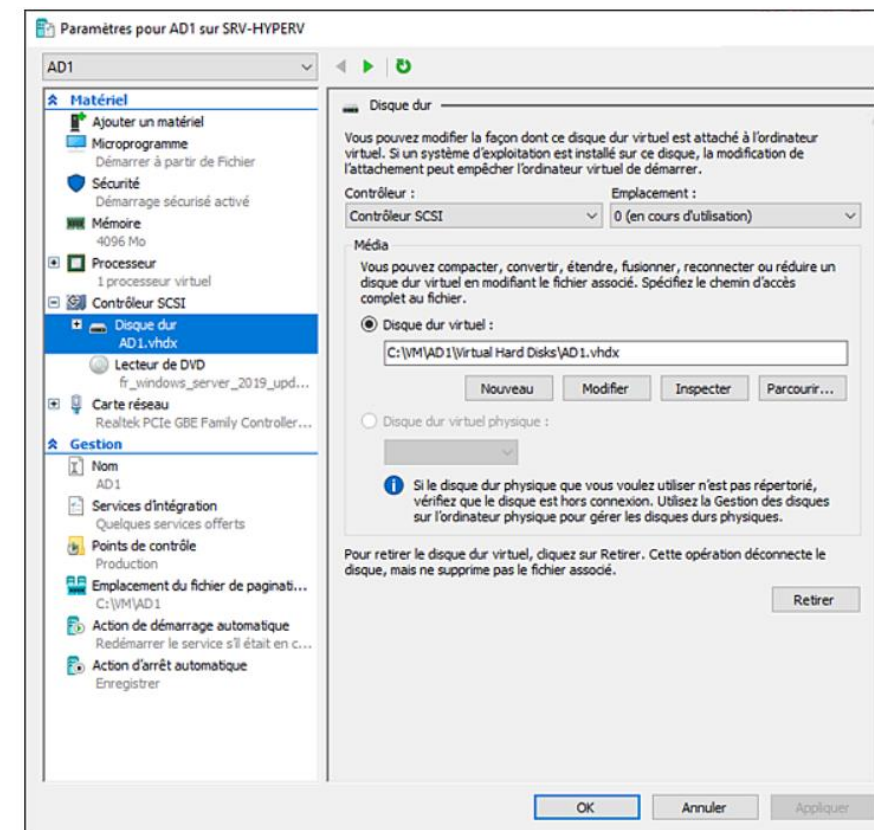 Paramètres pour AD1 sur SRV-HYPERV
AD1
Matériel
Ajouter un matériel
Microprogramme
Démarrer à partir de Fichier
Sécurité
Démarrage sécurisé activé
Mémoire
4096 Mo
Processeur
1 processeur virtuel
Contrôleur SCSI
Disque dur
AD1.vhdx
Lecteur de DVD
fr_windows_server_2019_upd...
Carte réseau
Realtek PCIe GBE Family Controller...
Gestion
Nom
AD1
Services d'intégration
Quelques services offerts
Points de contrôle
Production
Emplacement du fichier de paginati...
C:\VM\AD1
Action de démarrage automatique
Redémarrer le service s'il était en c...
Action d'arrêt automatique
Enregistrer
Disque dur
Vous pouvez modifier la façon dont ce disque dur virtuel est attaché à l'ordinateur
virtuel. Si un système d'exploitation est installé sur ce disque, la modification de
l'attachement peut empêcher l'ordinateur virtuel de démarrer.
Contrôleur : Emplacement :
Contrôleur SCSI 0 (en cours d'utilisation)
Média
Vous pouvez compacter, convertir, étendre, fusionner, reconnecter ou réduire un
disque dur virtuel en modifiant le fichier associé. Spécifiez le chemin d'accès
complet au fichier.
Disque dur virtuel :
C:\VM\AD1\Virtual Hard Disks\AD1.vhdx
Nouveau Modifier Inspecter Parcourir...
Disque dur virtuel physique :
Si le disque dur physique que vous voulez utiliser n'est pas répertorié,
vérifiez que le disque est hors connexion. Utilisez la Gestion des disques
sur l'ordinateur physique pour gérer les disques durs physiques.
Pour retirer le disque dur virtuel, cliquez sur Retirer. Cette opération déconnecte le
disque, mais ne supprime pas le fichier associé.
Retirer
OK Annuler Appliquer